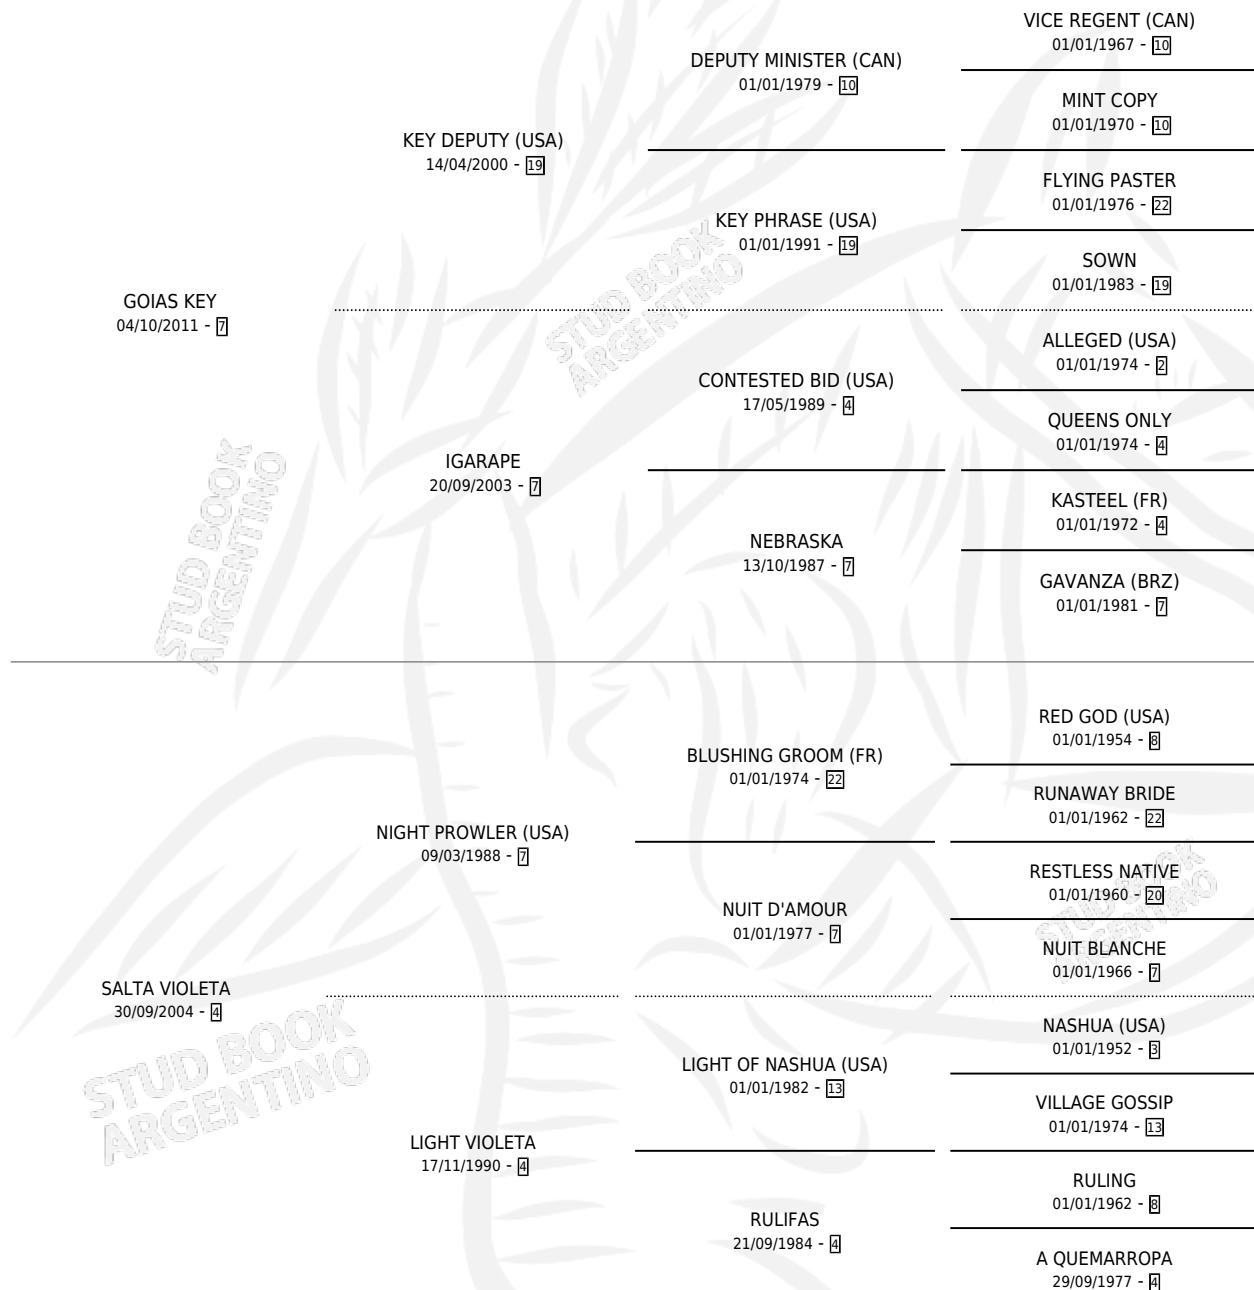 VICE REGENT (CAN)
01/01/1967 - 10
DEPUTY MINISTER (CAN)
01/01/1979 - 10
MINT COPY
01/01/1970 - 10
KEY DEPUTY (USA)
14/04/2000 - 19
FLYING PASTER
01/01/1976 - 22
KEY PHRASE (USA)
01/01/1991 - 19
SOWN
01/01/1983 - 19
GOIAS KEY
04/10/2011 - 7
ALLEGED (USA)
01/01/1974 - 2
CONTESTED BID (USA)
17/05/1989 - 4
QUEENS ONLY
01/01/1974 - 4
IGARAPE
20/09/2003 - 7
KASTEEL (FR)
01/01/1972 - 4
NEBRASKA
13/10/1987 - 7
GAVANZA (BRZ)
01/01/1981 - 7
RED GOD (USA)
01/01/1954 - 8
BLUSHING GROOM (FR)
01/01/1974 - 22
RUNAWAY BRIDE
01/01/1962 - 22
NIGHT PROWLER (USA)
09/03/1988 - 7
RESTLESS NATIVE
01/01/1960 - 20
NUIT D'AMOUR
01/01/1977 - 7
NUIT BLANCHE
01/01/1966 - 7
SALTA VIOLETA
30/09/2004 - 4
NASHUA (USA)
01/01/1952 - 3
LIGHT OF NASHUA (USA)
01/01/1982 - 13
VILLAGE GOSSIP
01/01/1974 - 13
LIGHT VIOLETA
17/11/1990 - 4
RULING
01/01/1962 - 8
RULIFAS
21/09/1984 - 4
A QUEMARROPA
29/09/1977 - 4
STUD BOOK
ARGENTINO
STUD BOOK
ARGENTINO
STUD BOOK
ARGENTINO
STUD BOOK
ARGENTINO